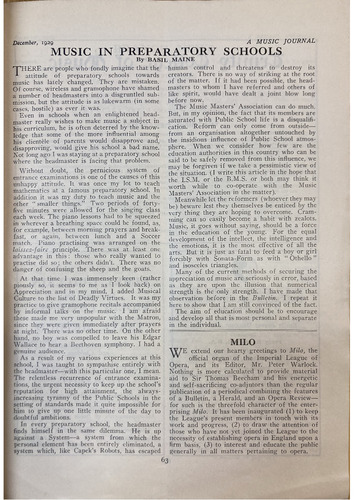 December, 1929
A MUSIC JOURNAL
MUSIC IN PREPARATORY SCHOOLS
By BASIL MAINE
THERE are people who fondly imagine that the
attitude of preparatory schools towards
music has largely changed. They are mistaken.
Of course, wireless and gramophone have shamed
a number of headmasters into a disgruntled sub-
mission, but the attitude is as lukewarm (in some
cases, hostile) as ever it was.
Even in schools when an enlightened head-
master really wishes to make music a subject in
his curriculum, he is often deterred by the know-
ledge that some of the more influential among
his clientèle of parents would disapprove and,
disapproving, would give his school a bad name.
Not long ago I was staying at a preparatory school
where the headmaster is facing that problem.
Without doubt, the pernicious system of
entrance examinations is one of the causes of this
unhappy attitude. It was once my lot to teach
mathematics at a famous preparatory school. In
addition it was my duty to teach music and the
other "smaller things." Two periods of forty-
five minutes were allowed for the singing class
per week. The piano lessons had to be squeezed
in wherever a breathing space could be found, as,
for example, between morning prayers and break-
fast, or again, between lunch and a Soccer
match. Piano practising was arranged on the
laissez-faire principle. There was at least one
advantage in this: those who really wanted to
practise did so; the others didn't. There was no
danger of confusing the sheep and the goats.
At that time I was immensely keen (rather
piously so, it seems to me as I look back) on
Appreciation and in my mind, I added Musical
Culture to the list of Deadly Virtues. It was my
practice to give gramophone recitals accompanied
by informal talks on the music. I am afraid
these made me very unpopular with the Matron,
since they were given immediately after prayers
at night. There was no other time. On the other
hand, no boy was compelled to leave his Edgar
Wallace to hear a Beethoven symphony. I had a
genuine audience.
As a result of my various experiences at this
school, I was taught to sympathise entirely with
the headmaster—with this particular one, I mean.
The relentless recurrence of entrance examina-
tions, the urgent necessity to keep up the school's
reputation for high attainment, the always-
increasing tyranny of the Public Schools in the
setting of standards made it quite impossible for
him to give up one little minute of the day to
doubtful ambitions.
In every preparatory school, the headmaster
finds himself in the same dilemma. He is up
against a System—a system from which the
personal element has been entirely eliminated, a
system which, like Capek's Robots, has escaped
human control and threatens to destroy its
creators. There is no way of striking at the root
of the matter. If it had been possible, the head-
masters to whom I have referred and others of
like spirit, would have dealt a joint blow long
before now.
The Music Masters' Association can do much.
But, in my opinion, the fact that its members are
saturated with Public School life is a disqualifi-
cation. Reform can only come from outside—
from an organisation altogether untouched by
the insidious influence of Public School atmos-
phere. When we consider how few are the
education authorities in this country who can be
said to be safely removed from this influence, we
may be forgiven if we take a pessimistic view of
the situation. (I write this article in the hope that
the I.S.M. or the B.M.S. or both may think it
worth while to co-operate with the Music
Masters' Association in the matter).
Meanwhile let the reformers (whoever they may
be) beware lest they themselves be enticed by the
very thing they are hoping to overcome. Cram-
ming can so easily become a habit with zealots.
Music, it goes without saying, should be a force
in the education of the young. For the equal
development of the intellect, the intelligence and
the emotions, it is the most effective of all the
arts. But it is just as fatal to feed a boy or girl
forcibly with Sonata-Form as with "Othello"
and isosceles triangles.
Many of the current methods of securing the
appreciation of music are seriously in error, based
as they are upon the illusion that numerical
strength is the only strength. I have made that
observation before in the Bulletin. I repeat it
here to show that I am still convinced of the fact.
The aim of education should be to encourage
and develop all that is most personal and separate
in the individual.
MILO
WE extend our hearty greetings to Milo, the
official organ of the Imperial League of
Opera, and its Editor, Mr. Peter Warlock.
Nothing is more calculated to provide material
aid to Sir Thomas Beecham and his energetic
and self-sacrificing co-adjutors than the regular
publication of a periodical combining the features
of a Bulletin, a Herald, and an Opera Review—
for such is the threefold character of the enter-
prising Milo. It has been inaugurated (1) to keep
the League's present members in touch with its
work and progress, (2) to draw the attention of
those who have not yet joined the League to the
necessity of establishing opera in England upon a
firm basis, (3) to interest and educate the public
generally in all matters pertaining to opera.
63